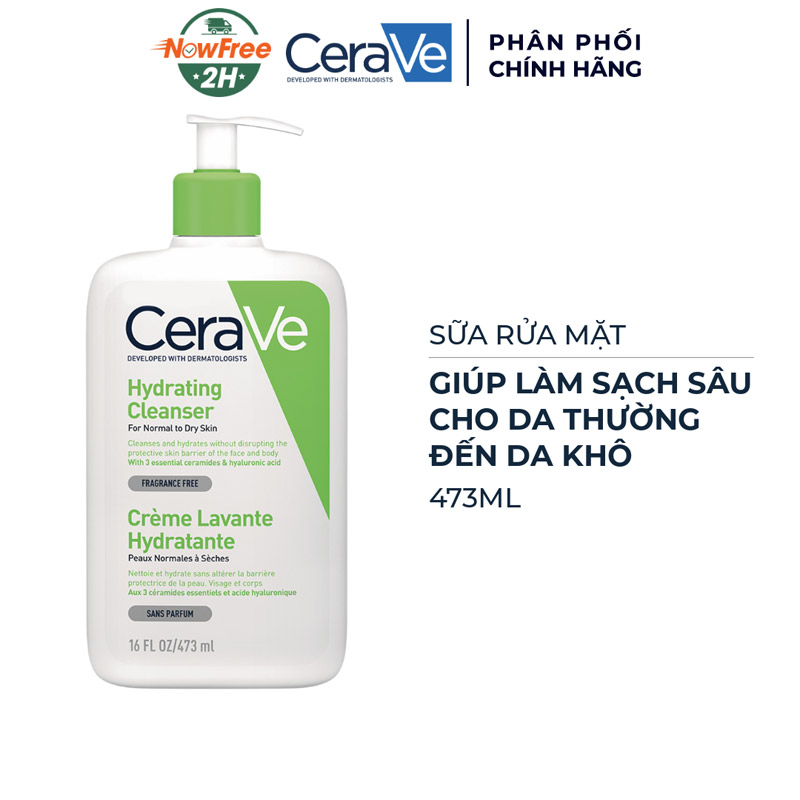 NowFree
2H
CeraVe
DEVELOPED WITH DERMATOLOGISTS
PHÂN PHỐI
CHÍNH HÃNG
CeraVe
DEVELOPED WITH DERMATOLOGISTS
Hydrating
Cleanser
For Normal to Dry Skin
Cleanses and hydrates without disrupting the
protective skin barrier of the face and body
With 3 essential ceramides & hyaluronic acid
FRAGRANCE FREE
Crème Lavante
Hydratante
Peaux Normales à Sèches
Nettoie et hydrate sans altérer la barrière
protectrice de la peau. Visage et corps
Aux 3 céramides essentiels et acide hyaluronique
SANS PARFUM
16 FL OZ/473 ml
SỮA RỬA MẶT
GIÚP LÀM SẠCH SÂU
CHO DA THƯỜNG
ĐẾN DA KHÔ
473ML